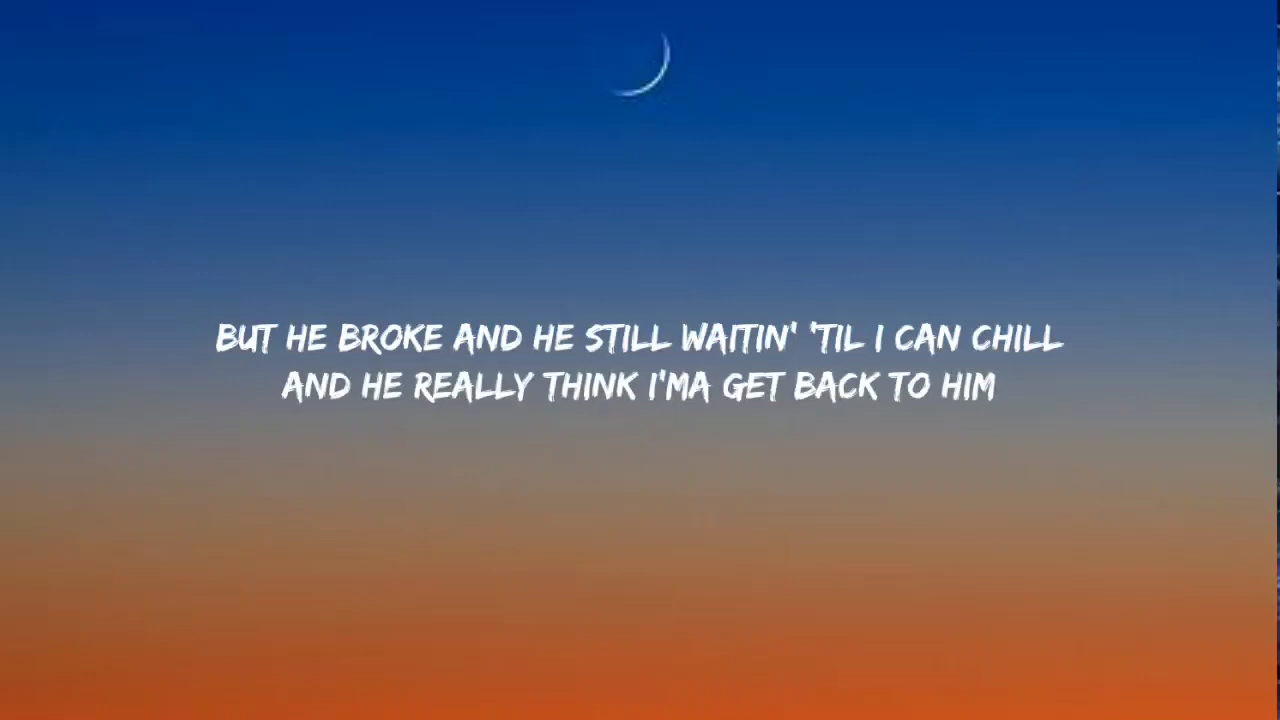 BUT HE BROKE AND HE STILL WAITIN' 'TIL I CAN CHILL
AND HE REALLY THINK I'MA GET BACK TO HIM